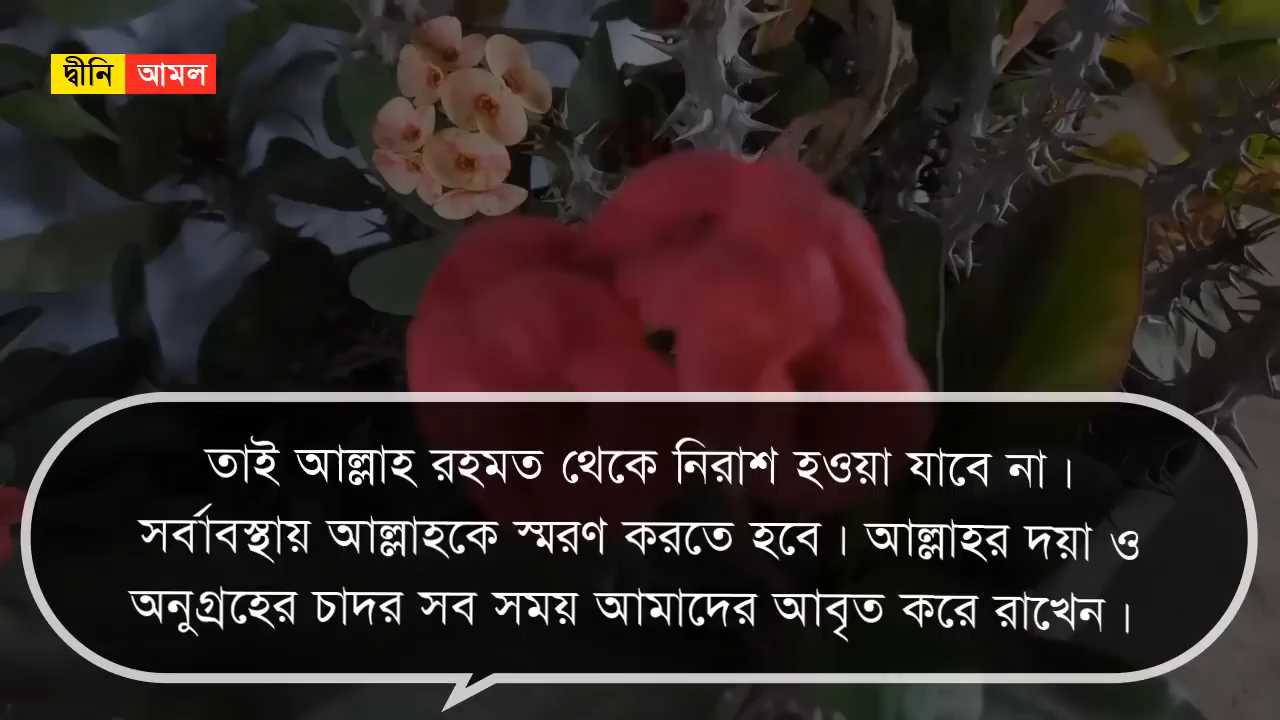 দ্বীনি আমল
তাই আল্লাহ রহমত থেকে নিরাশ হওয়া যাবে না।
সর্বাবস্থায় আল্লাহকে স্মরণ করতে হবে। আল্লাহর দয়া ও
অনুগ্রহের চাদর সব সময় আমাদের আবৃত করে রাখেন।